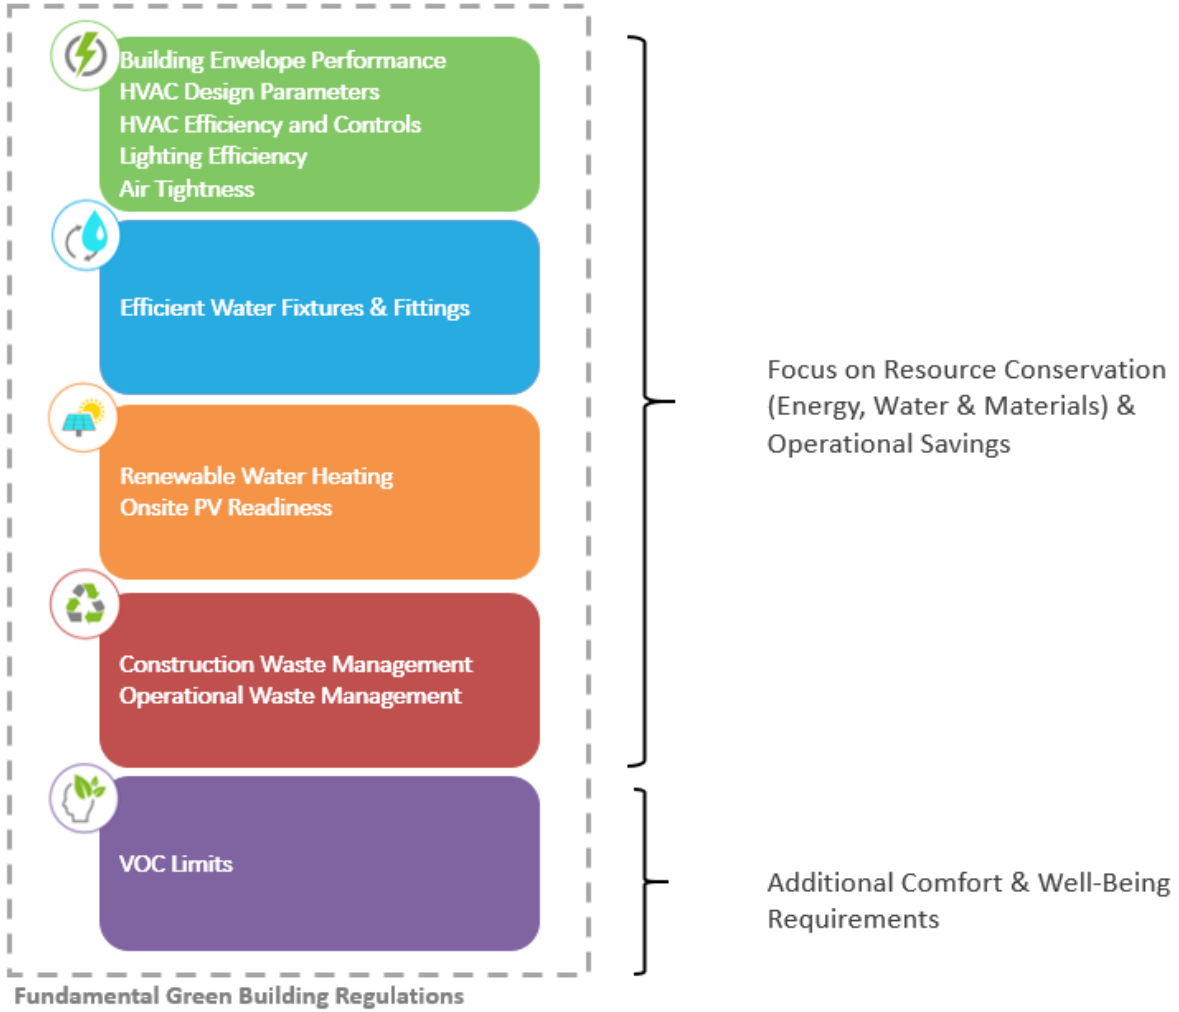 Building Envelope Performance
HVAC Design Parameters
HVAC Efficiency and Controls
Lighting Efficiency
Air Tightness
Efficient Water Fixtures & Fittings
Renewable Water Heating
Onsite PV Readiness
Construction Waste Management
Operational Waste Management
VOC Limits
Focus on Resource Conservation
(Energy, Water & Materials) &
Operational Savings
Additional Comfort & Well-Being
Requirements
Fundamental Green Building Regulations